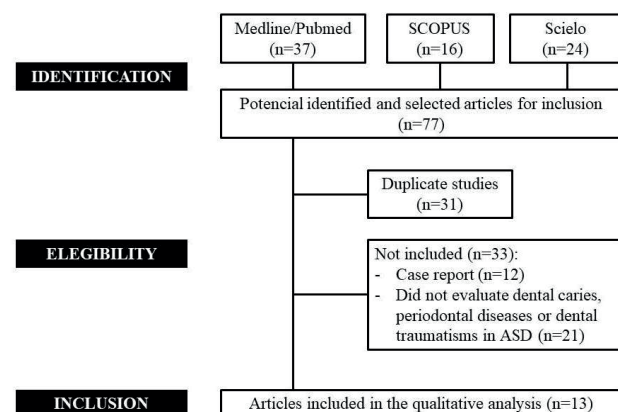 Medline/Pubmed
(n=37)
SCOPUS
(n=16)
Scielo
(n=24)
IDENTIFICATION
Potencial identified and selected articles for inclusion
(n=77)
Duplicate studies
(n=31)
ELEGIBILITY
Not included (n=33):
- Case report (n=12)
- Did not evaluate dental caries,
periodontal diseases or dental
traumatisms in ASD (n=21)
INCLUSION
Articles included in the qualitative analysis (n=13)